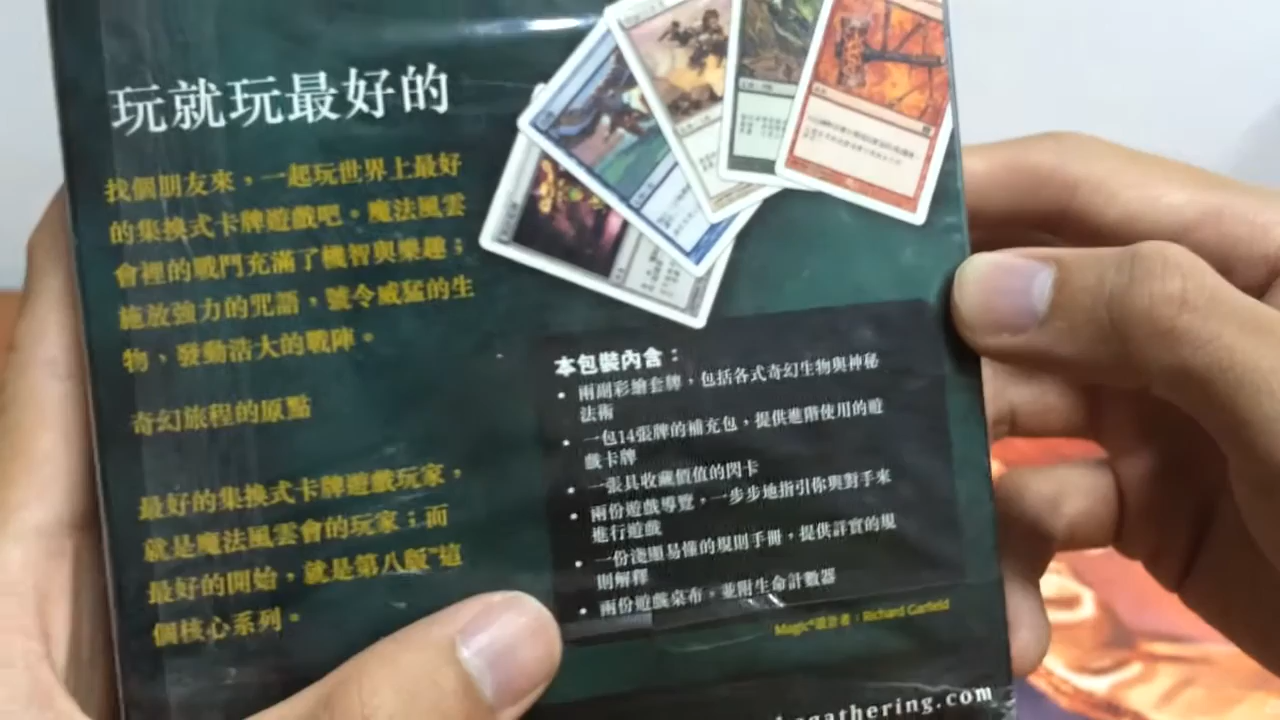 玩就玩最好的
找個朋友來，一起玩世界上最好
的集換式卡牌遊戲吧。魔法風雲
會裡的戰鬥充滿了機智與樂趣；
施放強力的咒語，號令威猛的生
物、發動浩大的戰陣。
奇幻旅程的原點
最好的集換式卡牌遊戲玩家，
就是魔法風雲會的玩家；而
最好的開始，就是第八版™這
個核心系列。
本包裝內含：
• 兩副彩繪套牌，包括各式奇幻生物與神秘
法術
• 一包14張牌的補充包，提供進階使用的遊
戲卡牌
• 一張具收藏價值的閃卡
• 兩份遊戲導覽，一步步地指引你與對手來
進行遊戲
• 一份淺顯易懂的規則手冊，提供詳實的規
則解釋
• 兩份遊戲桌布，並附生命計數器
Magic® 者：Richard Garfield
gathering.com